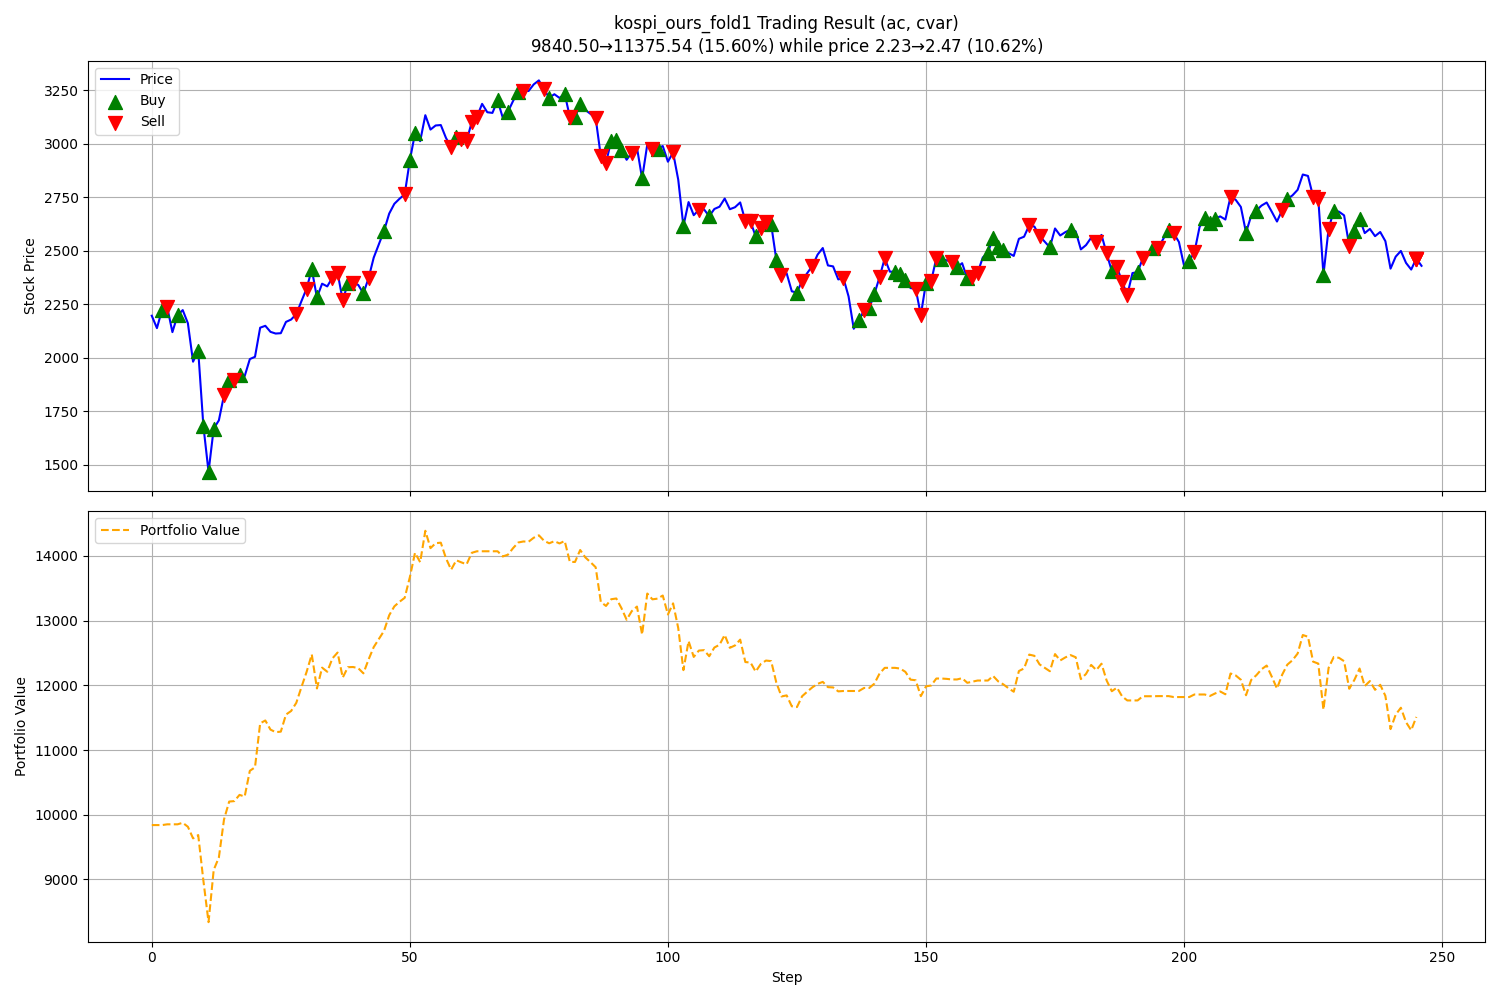 kospi_ours_fold1 Trading Result (ac, cvar)
9840.50→11375.54 (15.60%) while price 2.23→2.47 (10.62%)
Price
Buy
Sell
Stock Price
3250
3000
2750
2500
2250
2000
1750
1500
Portfolio Value
Portfolio Value
14000
13000
12000
11000
10000
9000
0
50
100
150
200
250
Step